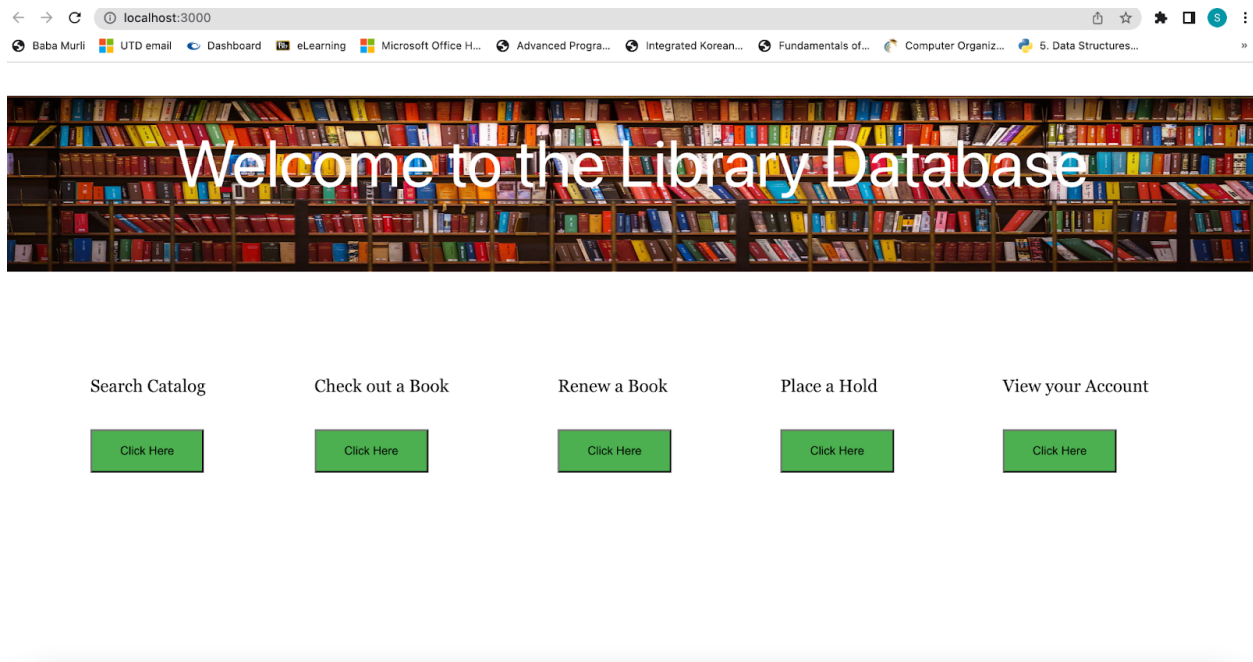 localhost:3000
S
Baba Murli UTD email Dashboard eLearning Microsoft Office H... Advanced Progra... Integrated Korean... Fundamentals of... Computer Organiz... 5. Data Structures... »
Welcome to the Library Database
Search Catalog Check out a Book Renew a Book Place a Hold View your Account
Click Here Click Here Click Here Click Here Click Here